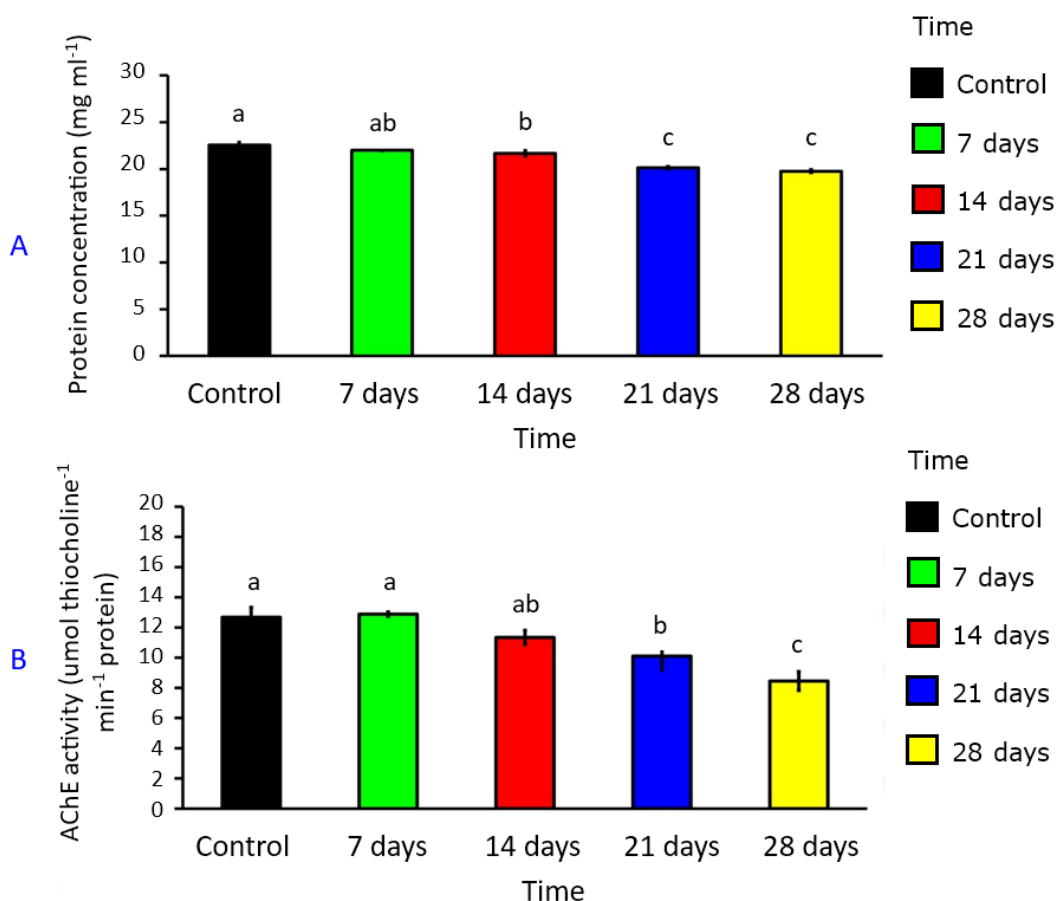 A
Protein concentration (mg ml⁻¹)
30
25
20
15
10
5
0
a
ab
b
c
c
Control
7 days
14 days
21 days
28 days
Time
Time
Control
7 days
14 days
21 days
28 days
B
AChE activity (umol thiocholine⁻¹
min⁻¹ protein)
20
18
16
14
12
10
8
6
4
2
0
a
a
ab
b
c
Control
7 days
14 days
21 days
28 days
Time
Time
Control
7 days
14 days
21 days
28 days